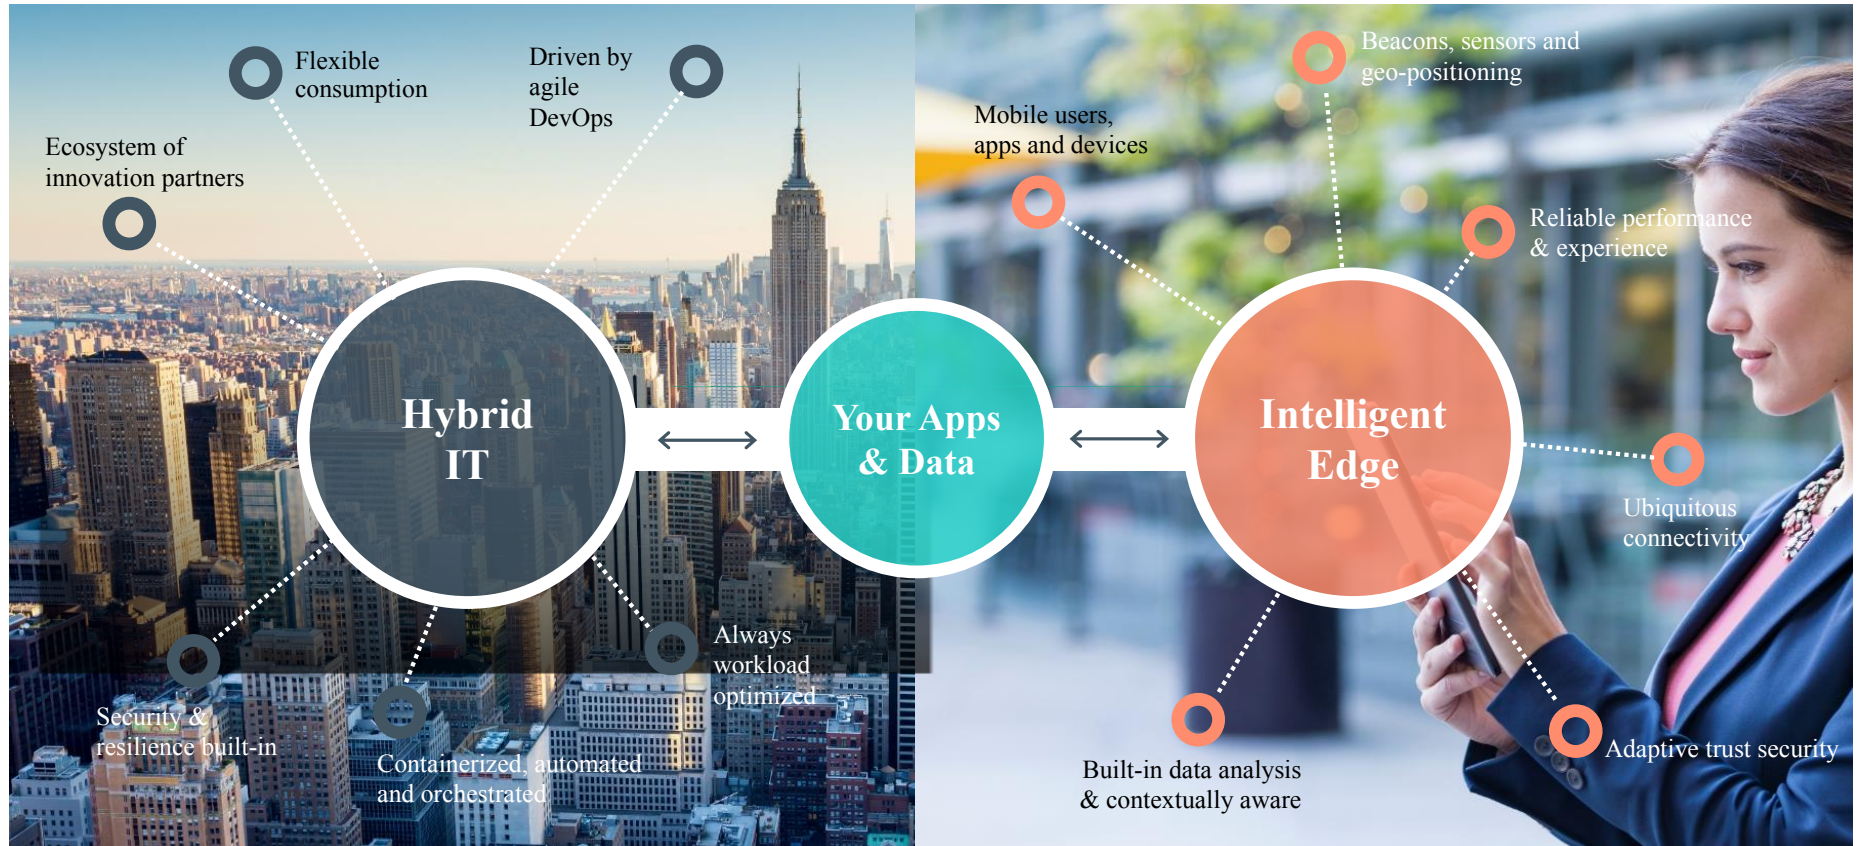 Flexible
consumption
Driven by
agile
DevOps
Ecosystem of
innovation partners
Hybrid
IT
Security &
resilience built-in
Containerized, automated
and orchestrated
Always
workload
optimized
Your Apps
& Data
Beacons, sensors and
geo-positioning
Mobile users,
apps and devices
Reliable performance
& experience
Intelligent
Edge
Ubiquitous
connectivity
Adaptive trust security
Built-in data analysis
& contextually aware